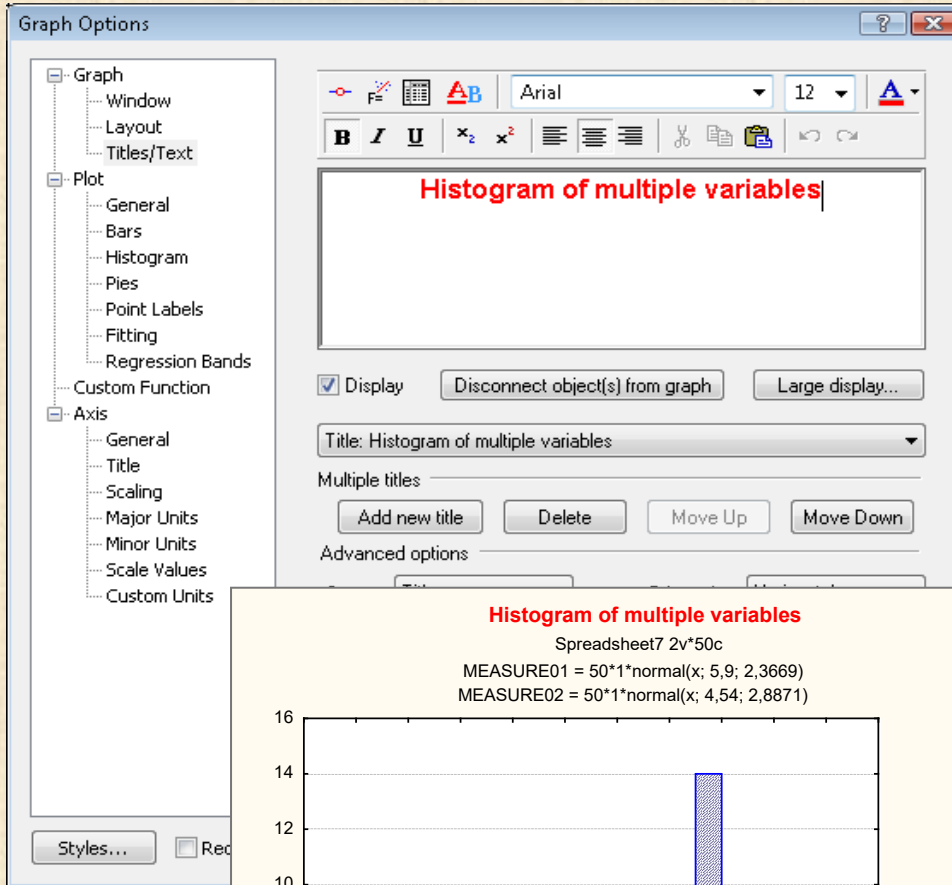 Graph Options
Graph
Window
Layout
Titles/Text
Plot
General
Bars
Histogram
Pies
Point Labels
Fitting
Regression Bands
Custom Function
Axis
General
Title
Scaling
Major Units
Minor Units
Scale Values
Custom Units
Styles...
F=
AB
Arial
12
A
B I U x₂ x²
Histogram of multiple variables
Display
Disconnect object(s) from graph
Large display...
Title: Histogram of multiple variables
Multiple titles
Add new title
Delete
Move Up
Move Down
Advanced options
Histogram of multiple variables
Spreadsheet7 2v*50c
MEASURE01 = 50*1*normal(x; 5,9; 2,3669)
MEASURE02 = 50*1*normal(x; 4,54; 2,8871)
16
14
12
10